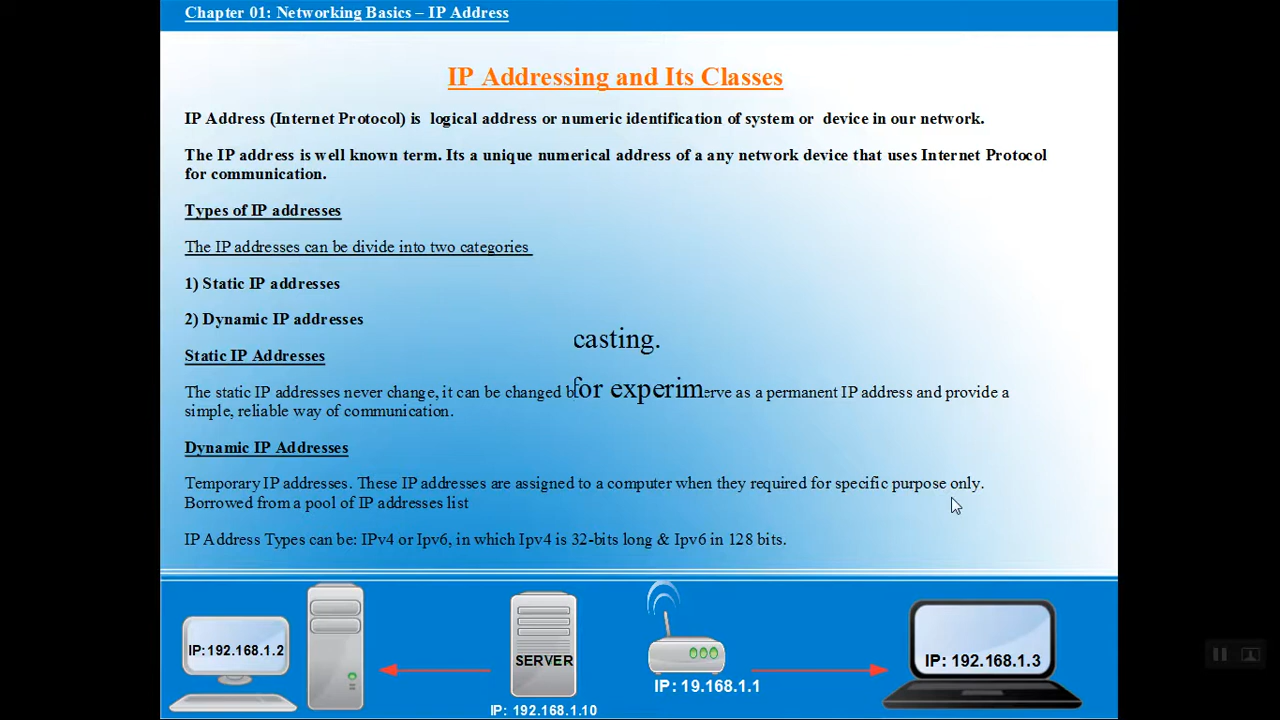 Chapter 01: Networking Basics – IP Address
IP Addressing and Its Classes
IP Address (Internet Protocol) is logical address or numeric identification of system or device in our network.
The IP address is well known term. Its a unique numerical address of a any network device that uses Internet Protocol
for communication.
Types of IP addresses
The IP addresses can be divide into two categories
1) Static IP addresses
2) Dynamic IP addresses
casting.
Static IP Addresses
The static IP addresses never change, it can be changed
for experim
as a permanent IP address and provide a
simple, reliable way of communication.
Dynamic IP Addresses
Temporary IP addresses. These IP addresses are assigned to a computer when they required for specific purpose only.
Borrowed from a pool of IP addresses list
IP Address Types can be: IPv4 or Ipv6, in which Ipv4 is 32-bits long & Ipv6 in 128 bits.
IP:192.168.1.2
SERVER
IP: 192.168.1.10
IP: 19.168.1.1
IP: 192.168.1.3